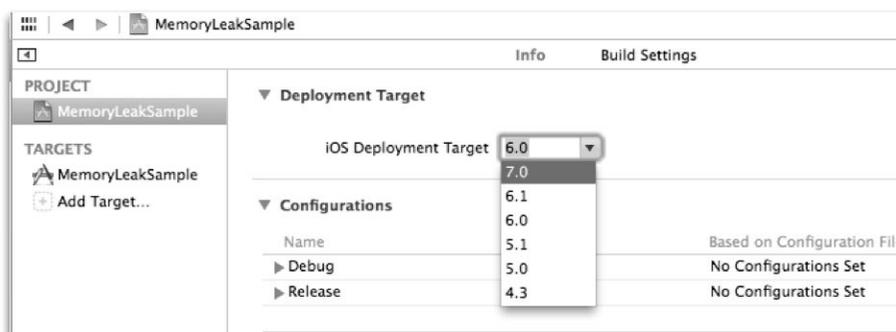 MemoryLeakSample
Info Build Settings
PROJECT
MemoryLeakSample
TARGETS
MemoryLeakSample
Add Target...
Deployment Target
iOS Deployment Target 6.0
7.0
6.1
6.0
5.1
5.0
4.3
Configurations
Name Based on Configuration Fil
Debug No Configurations Set
Release No Configurations Set